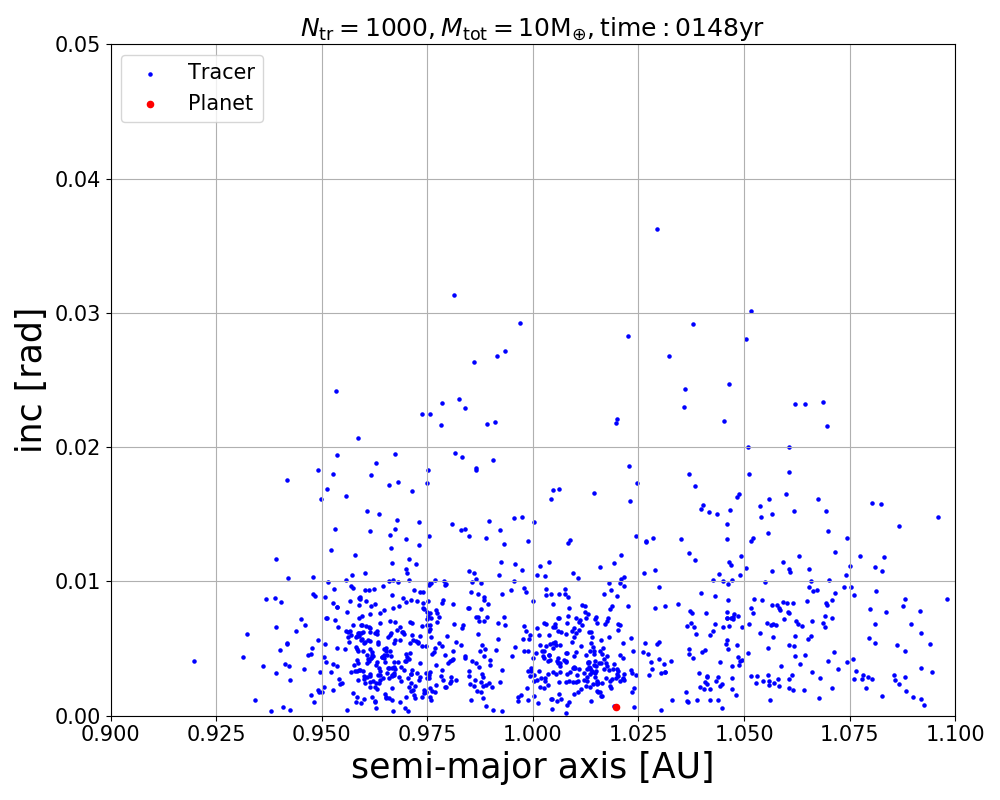 N_tr = 1000, M_tot = 10M_⊕, time : 0148yr
0.05
Tracer
Planet
0.04
0.03
inc [rad]
0.02
0.01
0.00
0.900 0.925 0.950 0.975 1.000 1.025 1.050 1.075 1.100
semi-major axis [AU]